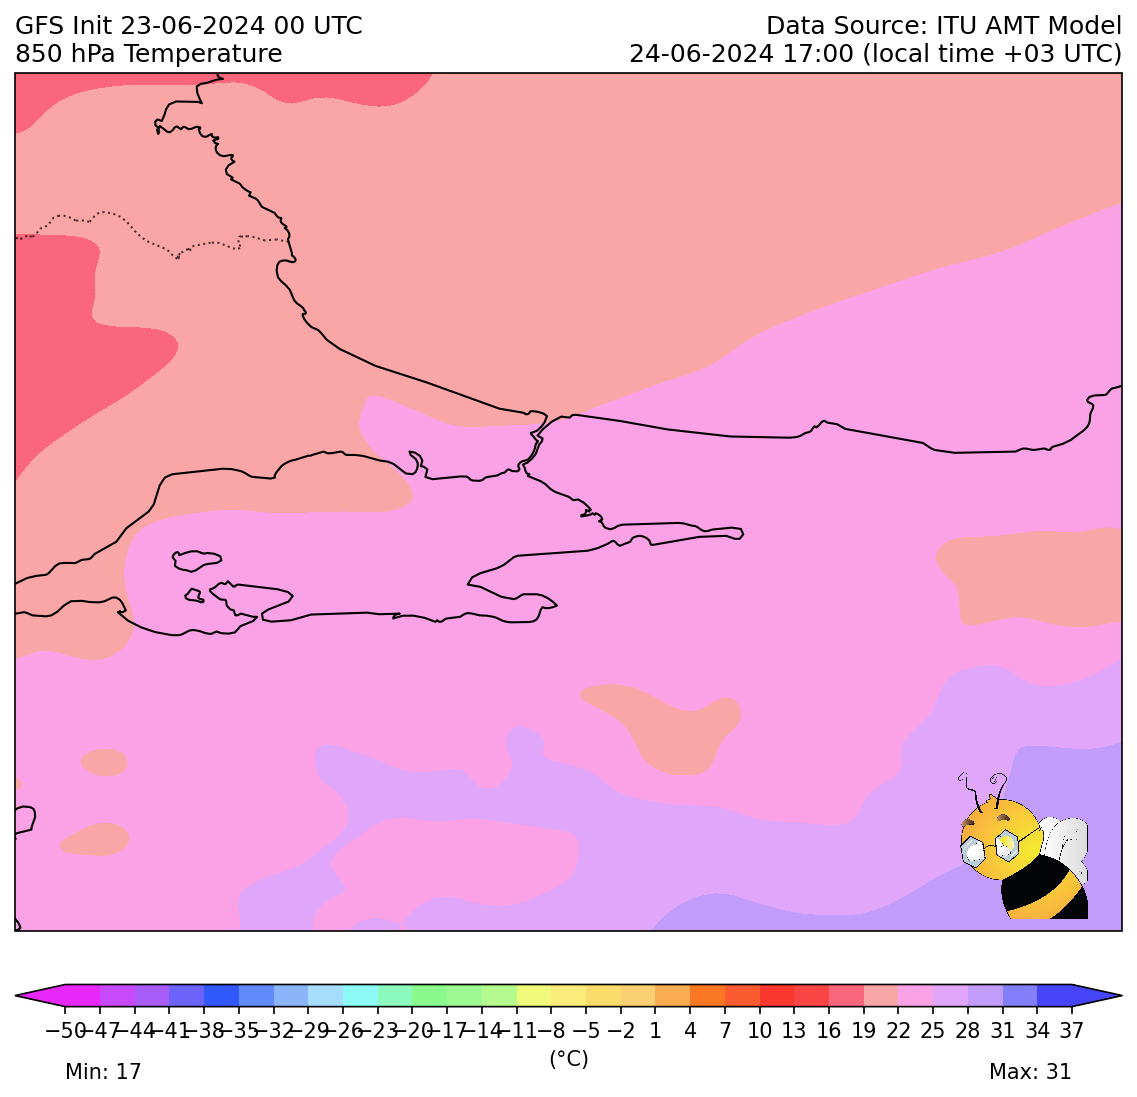 GFS Init 23-06-2024 00 UTC
Data Source: ITU AMT Model
850 hPa Temperature
24-06-2024 17:00 (local time +03 UTC)
−50 −47 −44 −41 −38 −35 −32 −29 −26 −23 −20 −17 −14 −11 −8 −5 −2 1 4 7 10 13 16 19 22 25 28 31 34 37
(°C)
Min: 17
Max: 31